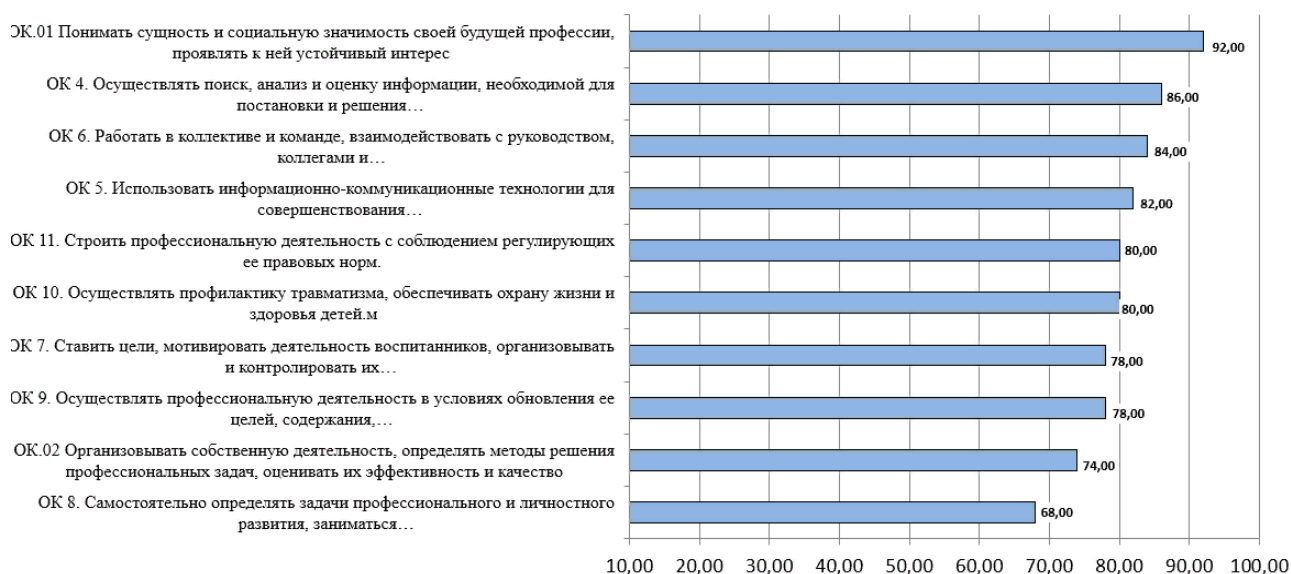 ОК.01 Понимать сущность и социальную значимость своей будущей профессии,
проявлять к ней устойчивый интерес
92,00
ОК 4. Осуществлять поиск, анализ и оценку информации, необходимой для
постановки и решения…
86,00
ОК 6. Работать в коллективе и команде, взаимодействовать с руководством,
коллегами и…
84,00
ОК 5. Использовать информационно-коммуникационные технологии для
совершенствования…
82,00
ОК 11. Строить профессиональную деятельность с соблюдением регулирующих
ее правовых норм.
80,00
ОК 10. Осуществлять профилактику травматизма, обеспечивать охрану жизни и
здоровья детей.м
80,00
ОК 7. Ставить цели, мотивировать деятельность воспитанников, организовывать
и контролировать их…
78,00
ОК 9. Осуществлять профессиональную деятельность в условиях обновления ее
целей, содержания,…
78,00
ОК.02 Организовывать собственную деятельность, определять методы решения
профессиональных задач, оценивать их эффективность и качество
74,00
ОК 8. Самостоятельно определять задачи профессионального и личностного
развития, заниматься…
68,00
10,00 20,00 30,00 40,00 50,00 60,00 70,00 80,00 90,00 100,00